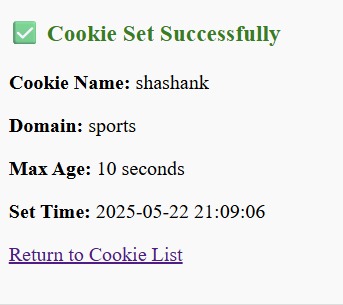 ✅ Cookie Set Successfully
Cookie Name: shashank
Domain: sports
Max Age: 10 seconds
Set Time: 2025-05-22 21:09:06
Return to Cookie List